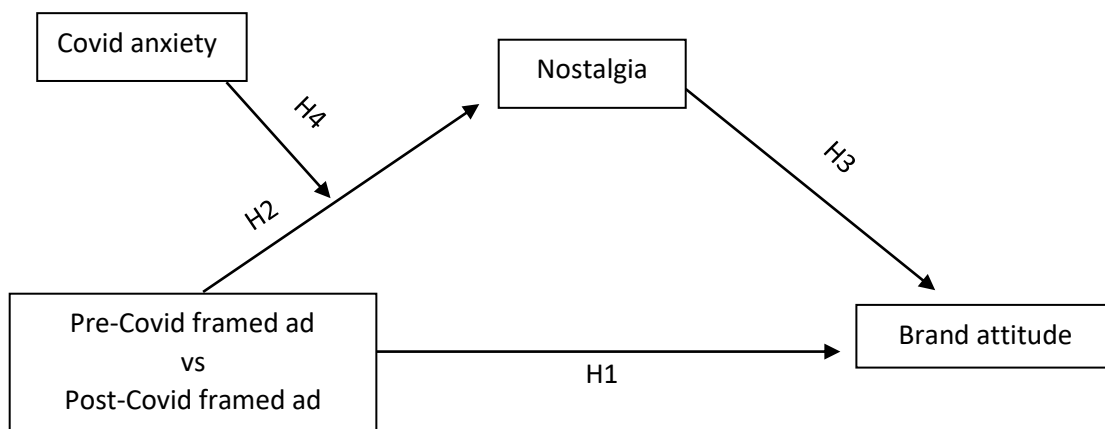 Covid anxiety
Nostalgia
H4
H3
H2
Pre-Covid framed ad
vs
Post-Covid framed ad
Brand attitude
H1